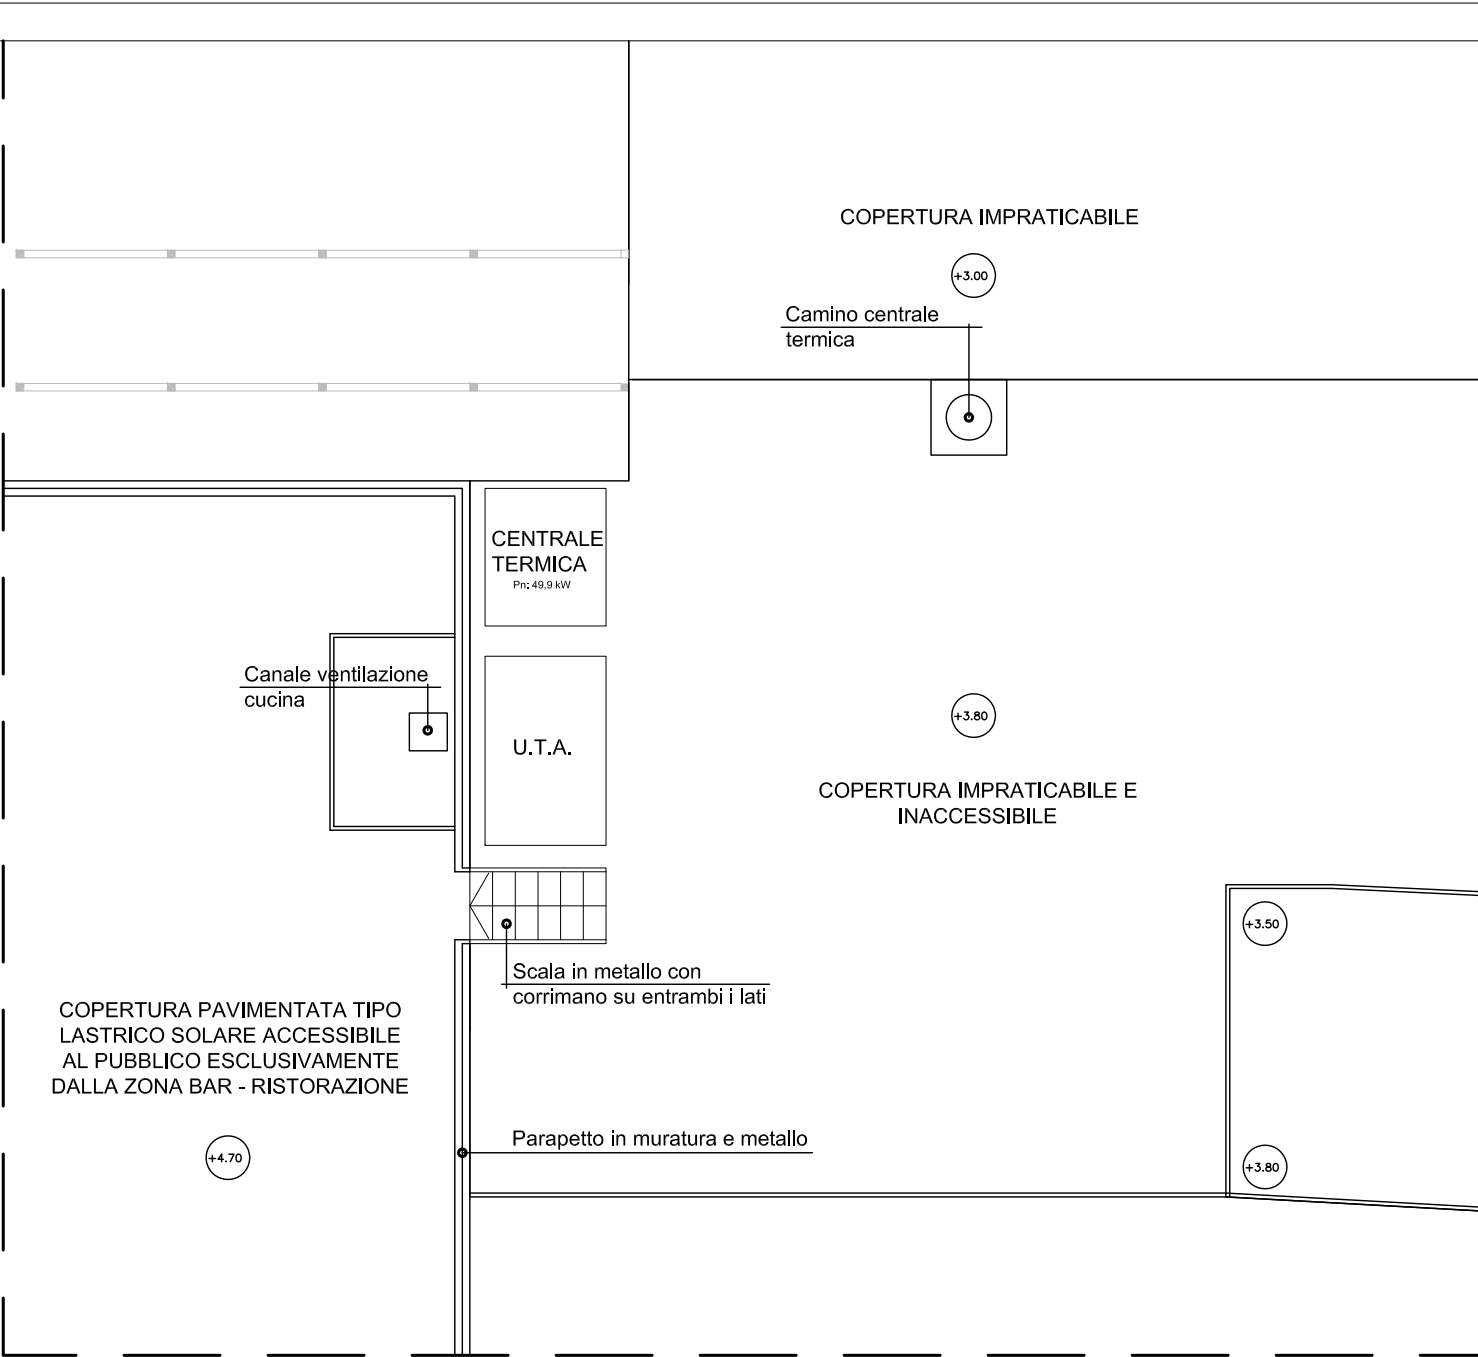 COPERTURA IMPRATICABILE
+3.00
Camino centrale
termica
CENTRALE
TERMICA
Pn: 49,9 kW
Canale ventilazione
cucina
U.T.A.
+3.80
COPERTURA IMPRATICABILE E
INACCESSIBILE
+3.50
Scala in metallo con
corrimano su entrambi i lati
COPERTURA PAVIMENTATA TIPO
LASTRICO SOLARE ACCESSIBILE
AL PUBBLICO ESCLUSIVAMENTE
DALLA ZONA BAR - RISTORAZIONE
+4.70
Parapetto in muratura e metallo
+3.80